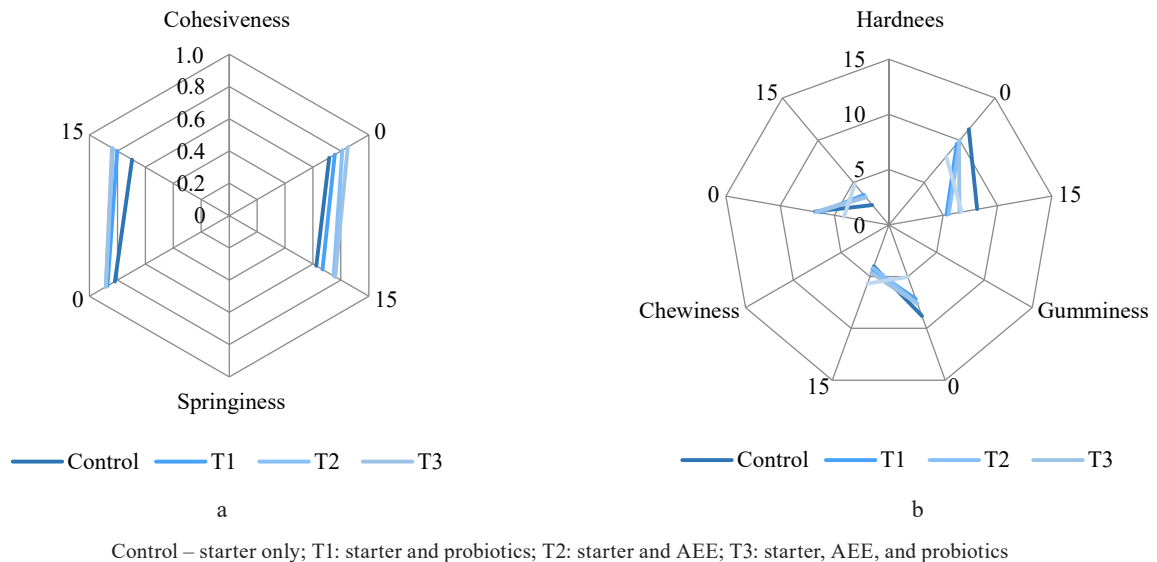 Cohesiveness
1.0
0.8
0.6
0.4
0.2
0
0
15
Springiness
0
15
Control T1 T2 T3
a
Hardnees
15
10
5
0
0
15
Gumminess
0
15
Chewiness
0
15
Control T1 T2 T3
b
Control – starter only; T1: starter and probiotics; T2: starter and AEE; T3: starter, AEE, and probiotics